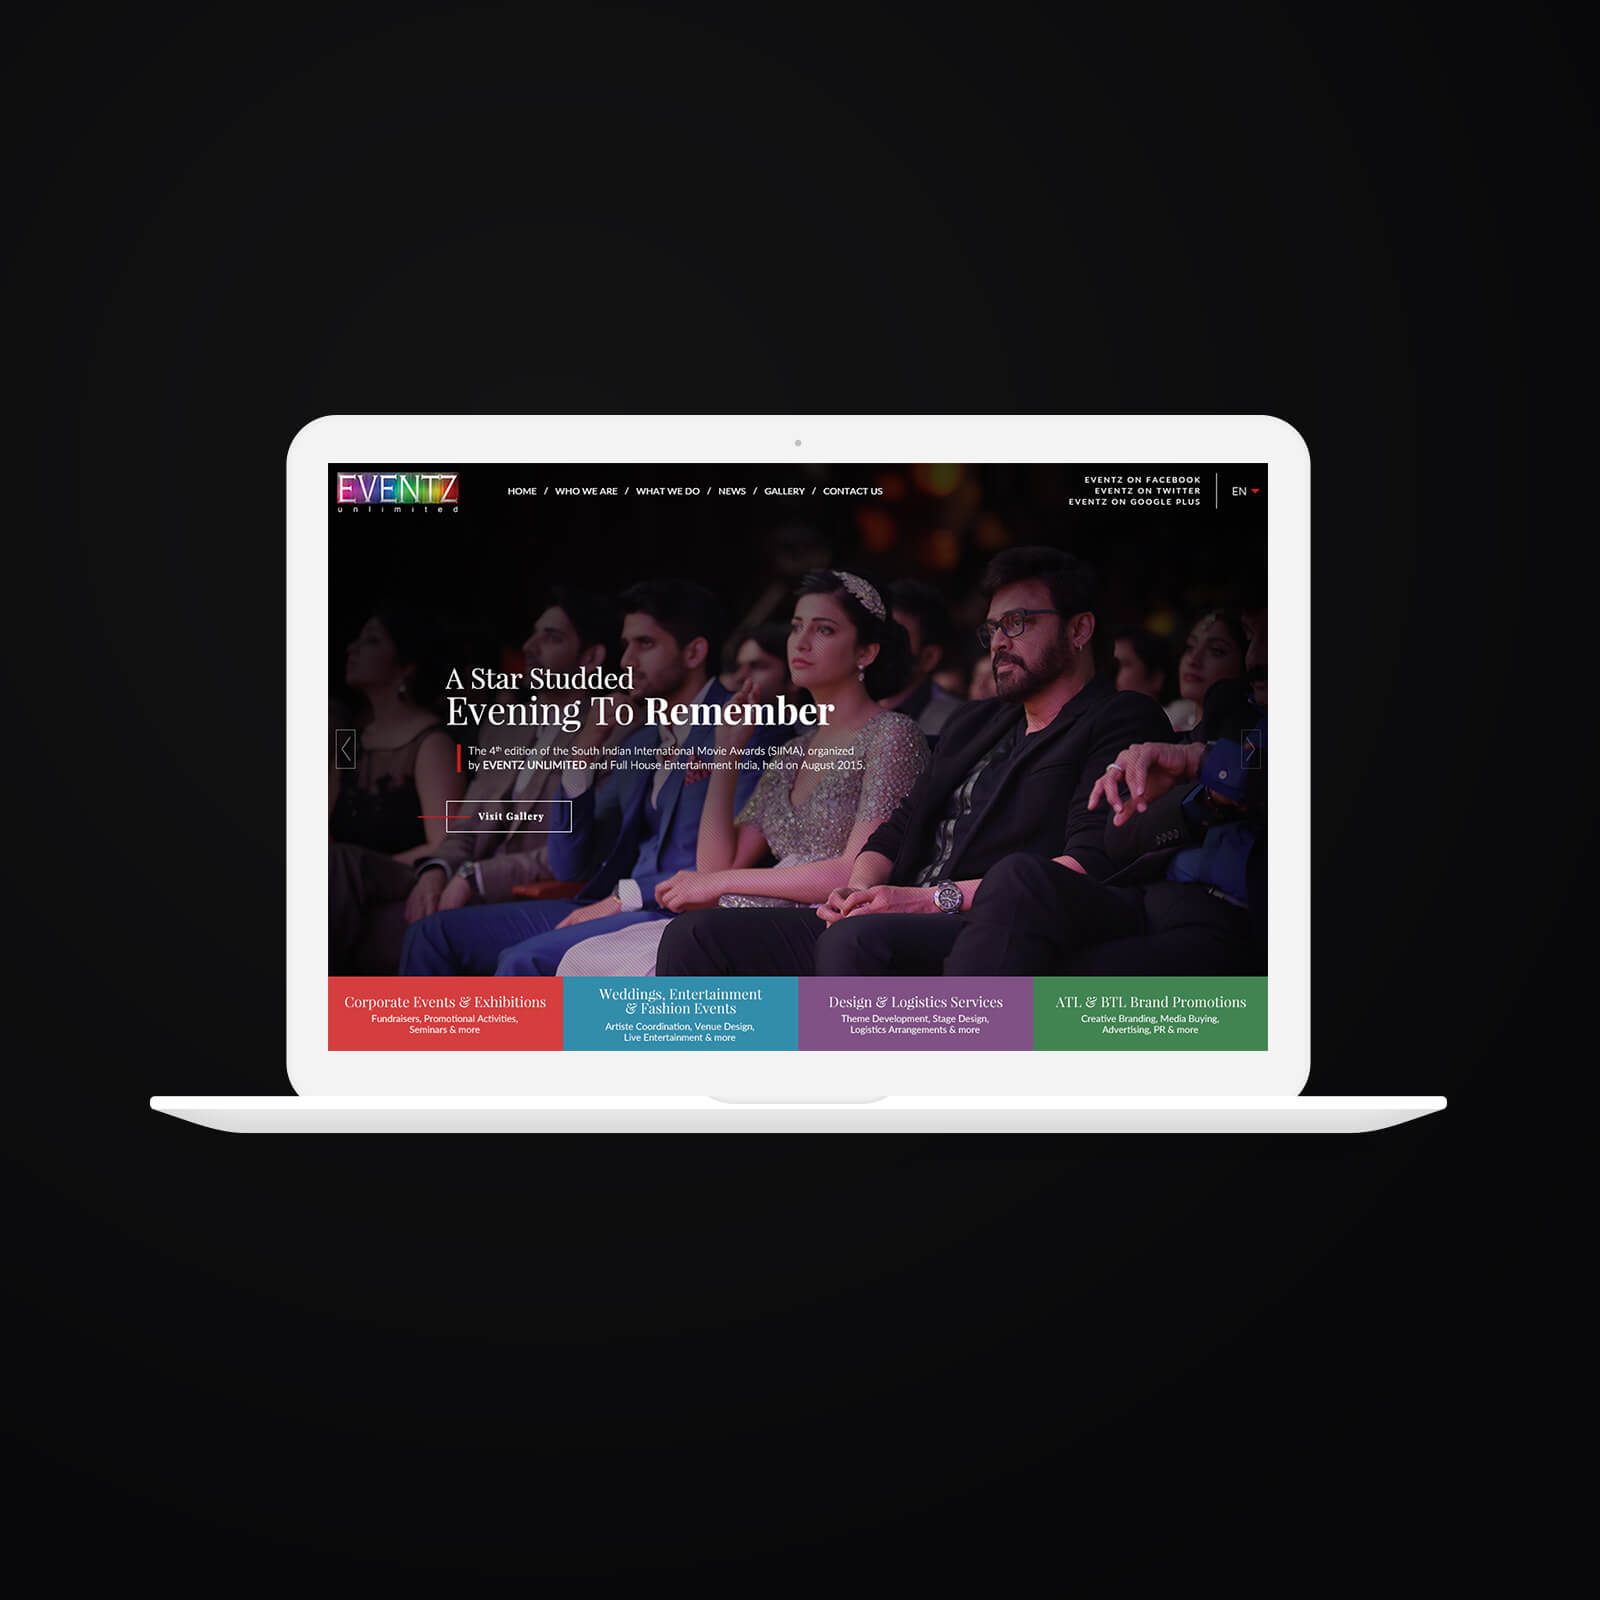 EVENTZ
unlimited
HOME / WHO WE ARE / WHAT WE DO / NEWS / GALLERY / CONTACT US
EVENTZ ON FACEBOOK
EVENTZ ON TWITTER
EVENTZ ON GOOGLE PLUS
EN
A Star Studded
Evening To Remember
The 4th edition of the South Indian International Movie Awards (SIIMA), organized
by EVENTZ UNLIMITED and Full House Entertainment India, held on August 2015.
Visit Gallery
Corporate Events & Exhibitions
Fundraisers, Promotional Activities,
Seminars & more
Weddings, Entertainment
& Fashion Events
Artiste Coordination, Venue Design,
Live Entertainment & more
Design & Logistics Services
Theme Development, Stage Design,
Logistics Arrangements & more
ATL & BTL Brand Promotions
Creative Branding, Media Buying,
Advertising, PR & more